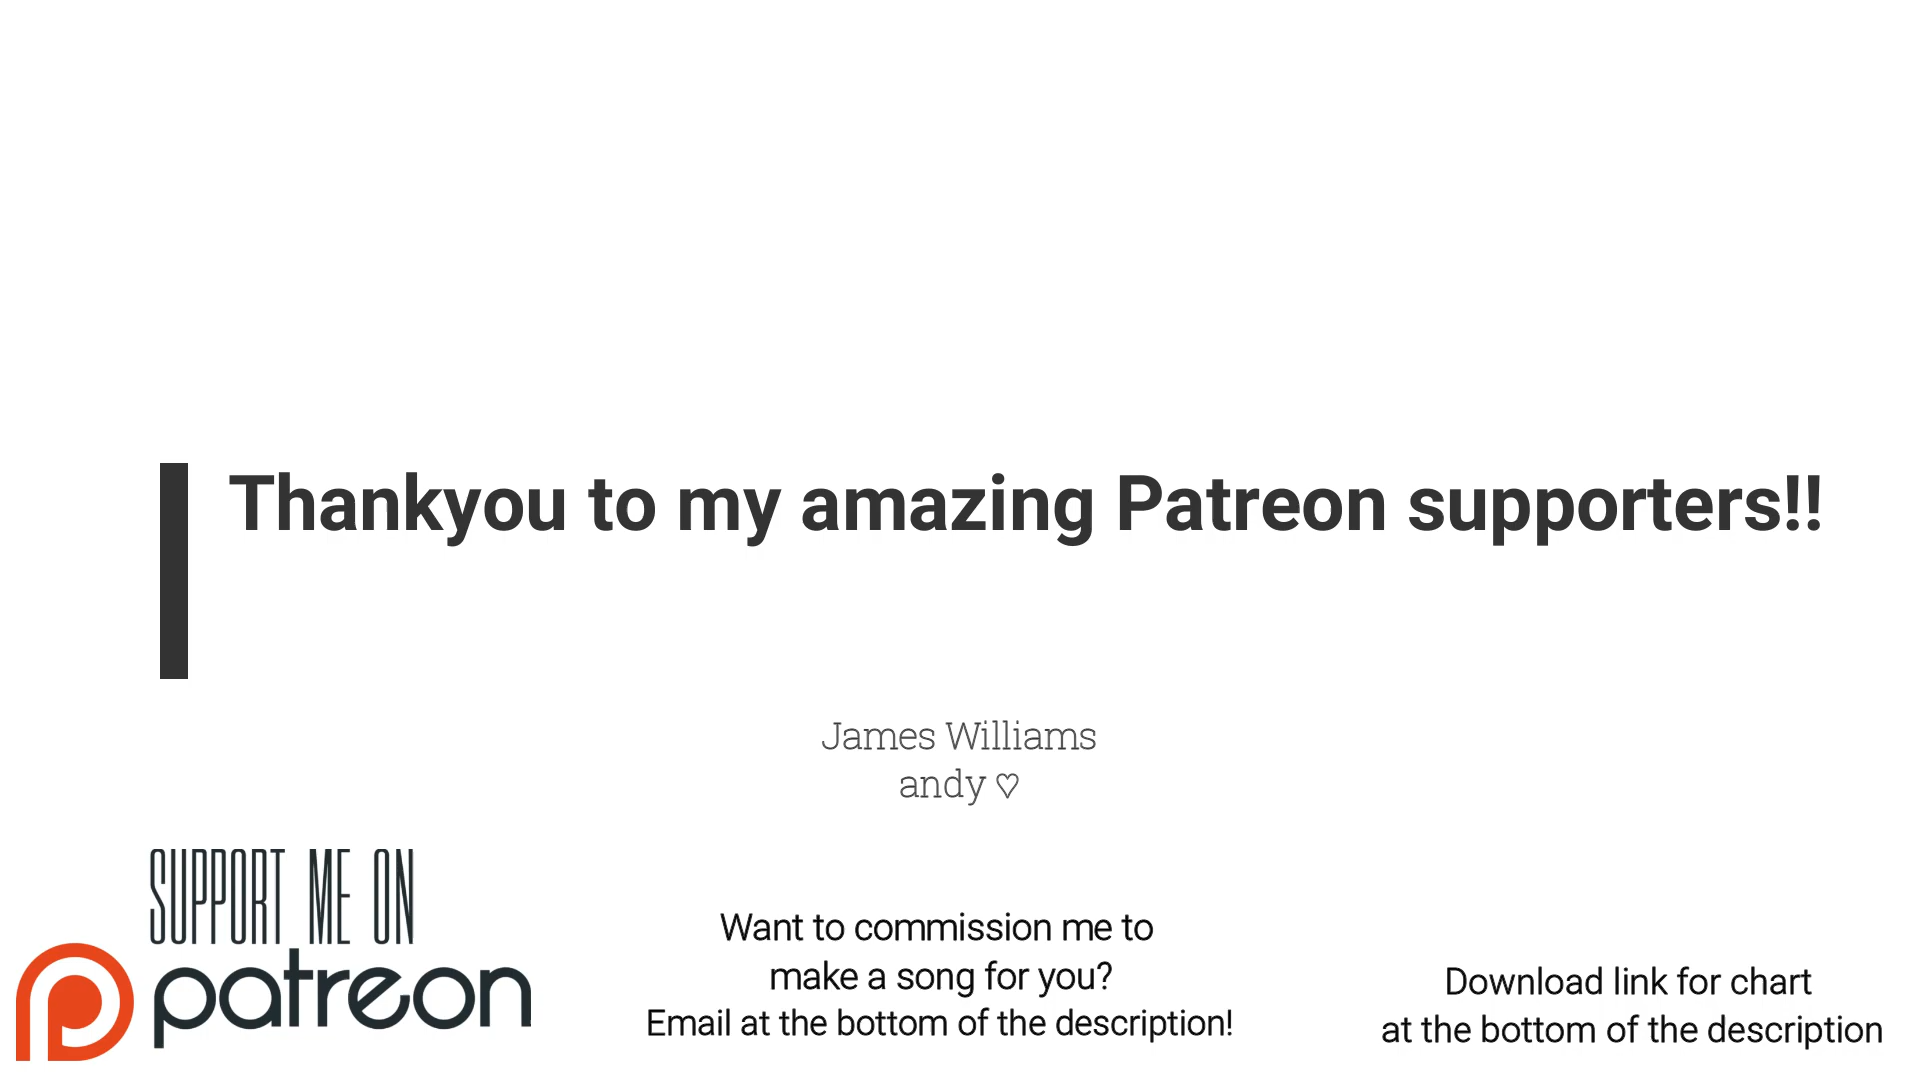 Thankyou to my amazing Patreon supporters!!
James Williams
andy ♡
SUPPORT ME ON
patreon
Want to commission me to
make a song for you?
Email at the bottom of the description!
Download link for chart
at the bottom of the description